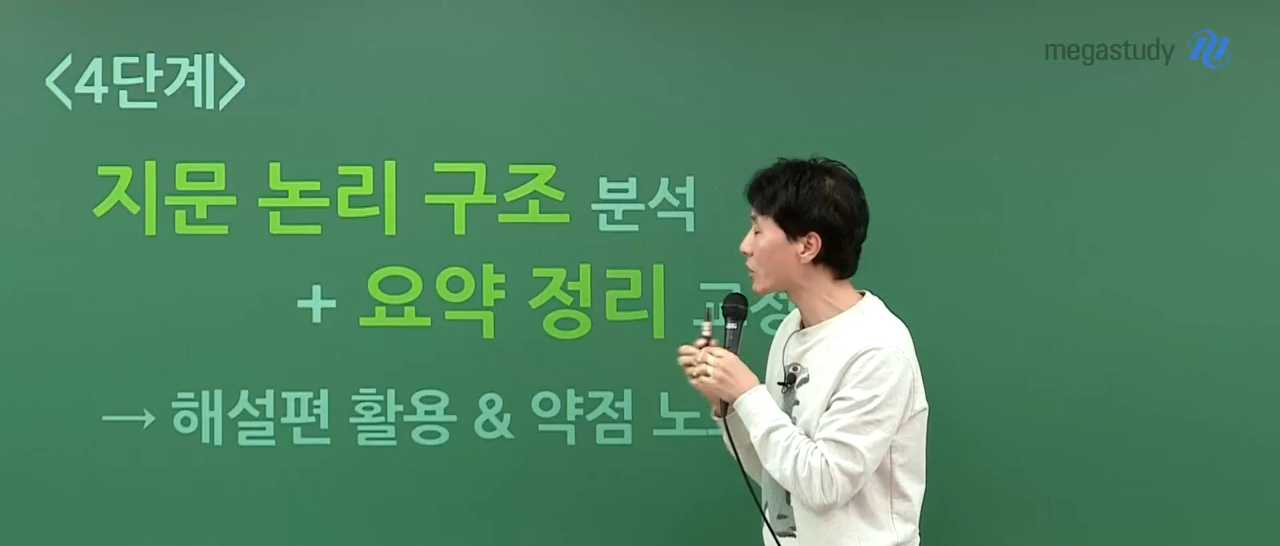 <4단계>
megastudy
지문 논리 구조 분석
+ 요약 정리
→ 해설편 활용 & 약점